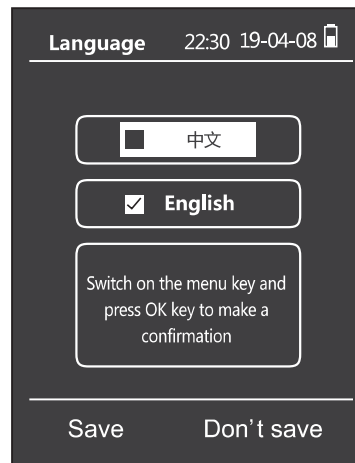 Language 22:30 19-04-08
中文
English
Switch on the menu key and
press OK key to make a
confirmation
Save Don't save